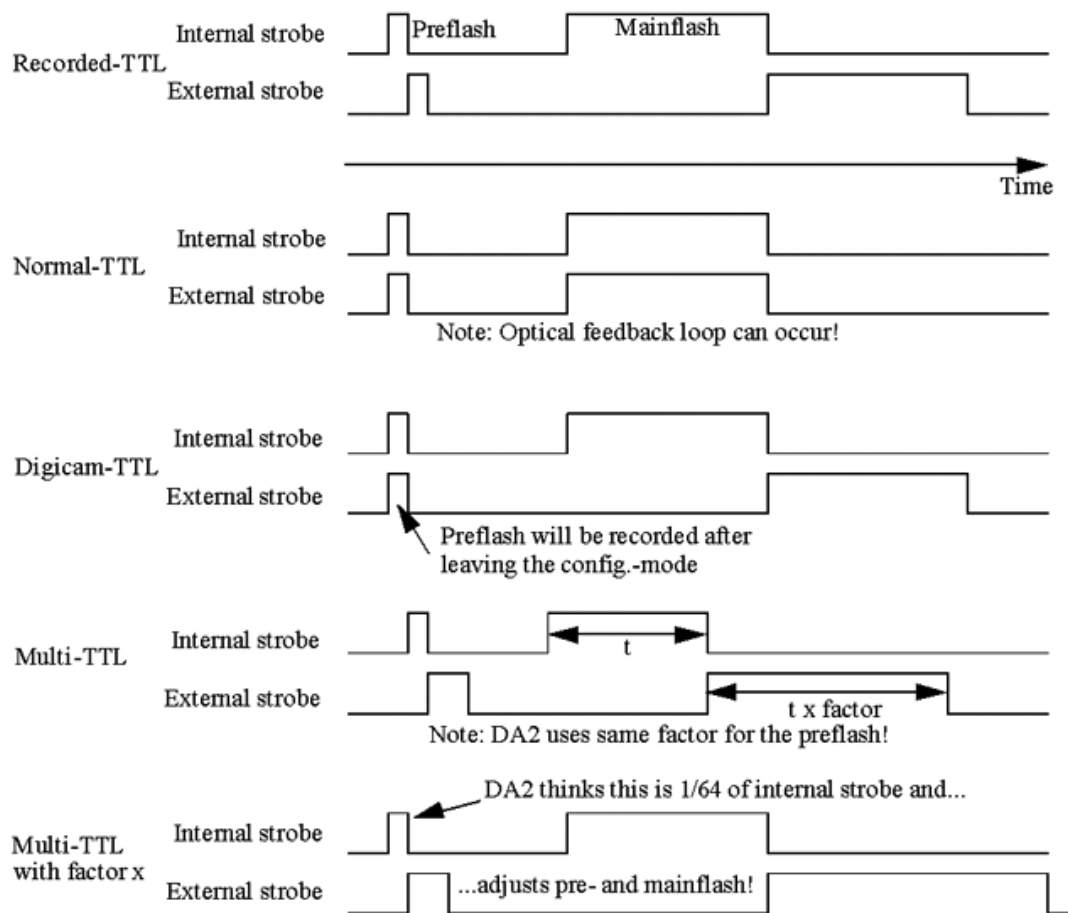 Recorded-TTL
Internal strobe
Preflash
Mainflash
External strobe
Time
Normal-TTL
Internal strobe
External strobe
Note: Optical feedback loop can occur!
Digicam-TTL
Internal strobe
External strobe
Preflash will be recorded after
leaving the config.-mode
Multi-TTL
Internal strobe
t
External strobe
t x factor
Note: DA2 uses same factor for the preflash!
DA2 thinks this is 1/64 of internal strobe and...
Multi-TTL
with factor x
Internal strobe
External strobe
...adjusts pre- and mainflash!